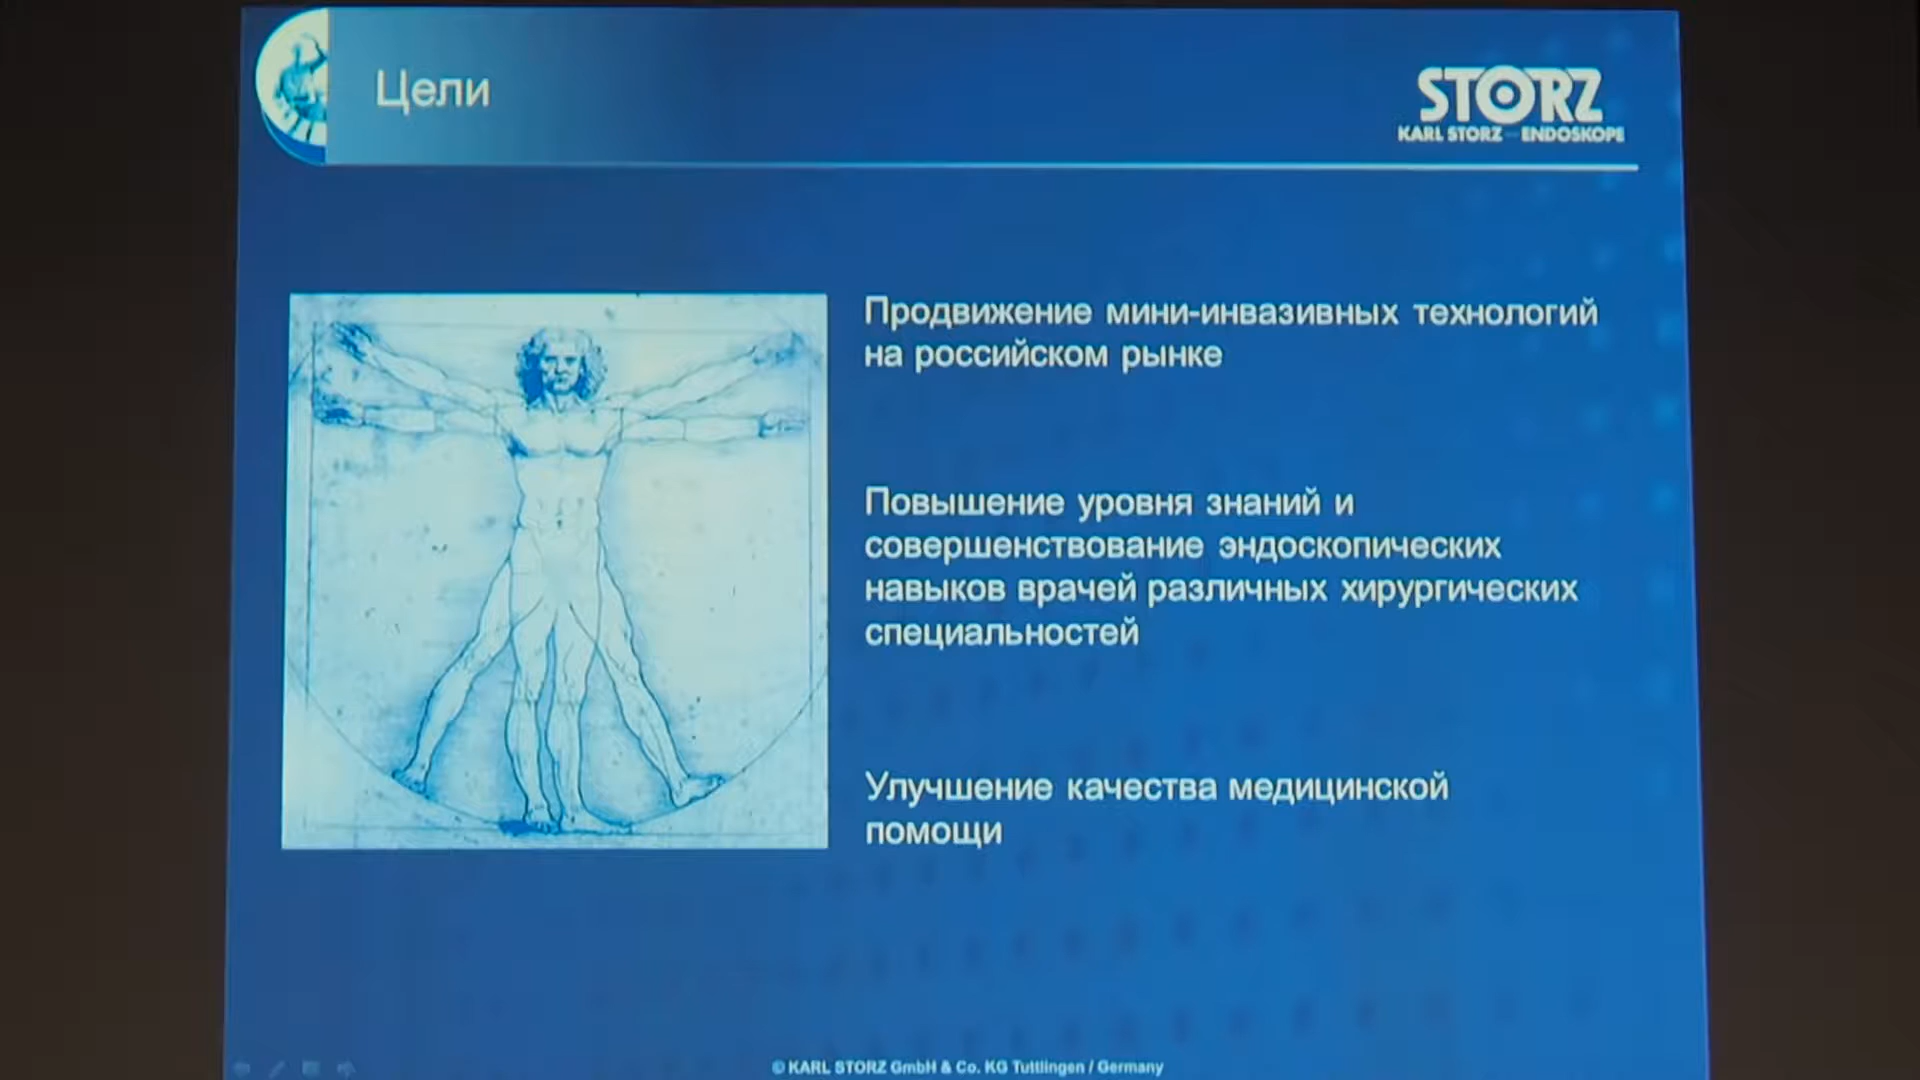 Цели
STORZ
KARL STORZ – ENDOSKOPE
Продвижение мини-инвазивных технологий
на российском рынке
Повышение уровня знаний и
совершенствование эндоскопических
навыков врачей различных хирургических
специальностей
Улучшение качества медицинской
помощи
© KARL STORZ GmbH & Co. KG Tuttlingen / Germany